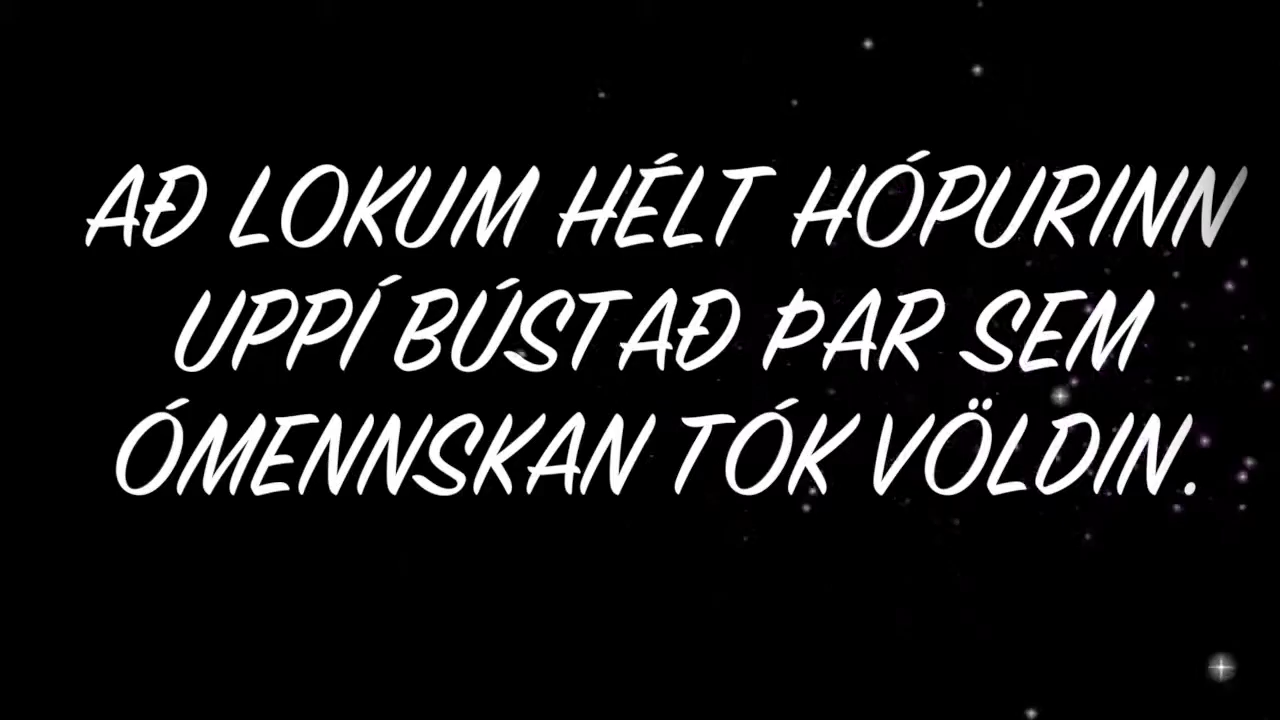 AÐ LOKUM HÉLT HÓPURINN
UPPÍ BÚSTAÐ ÞAR SEM
ÓMENNSKAN TÓK VÖLDIN.